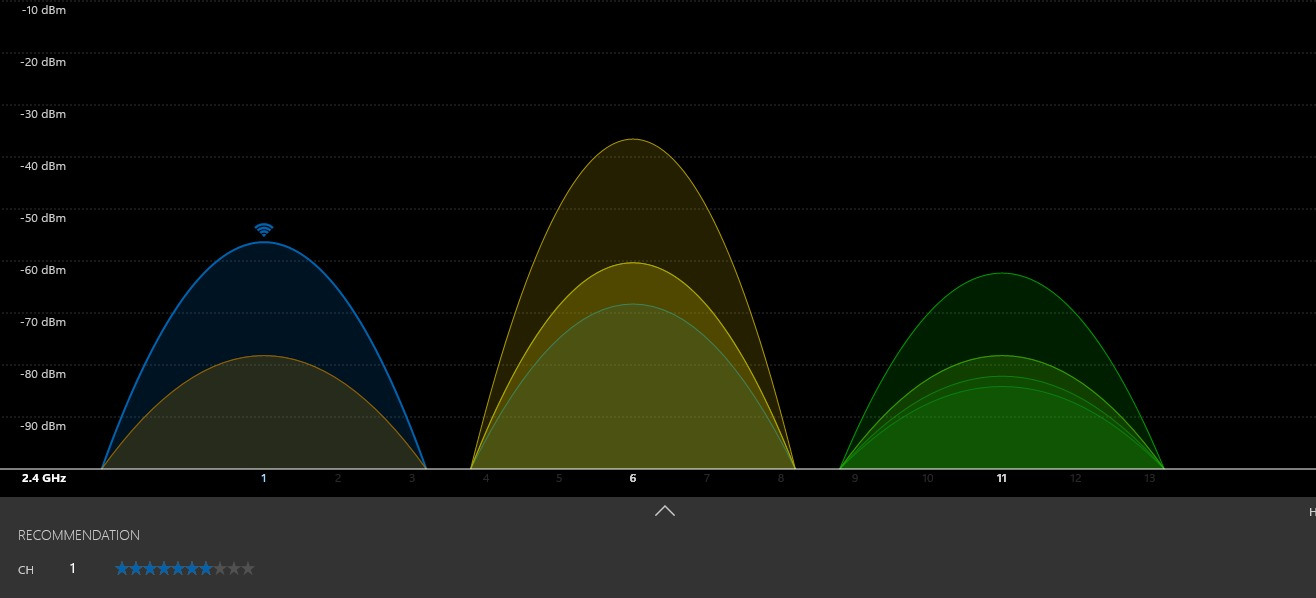 -10 dBm
-20 dBm
-30 dBm
-40 dBm
-50 dBm
-60 dBm
-70 dBm
-80 dBm
-90 dBm
2.4 GHz 1 2 3 4 5 6 7 8 9 10 11 12 13
H
RECOMMENDATION
CH 1